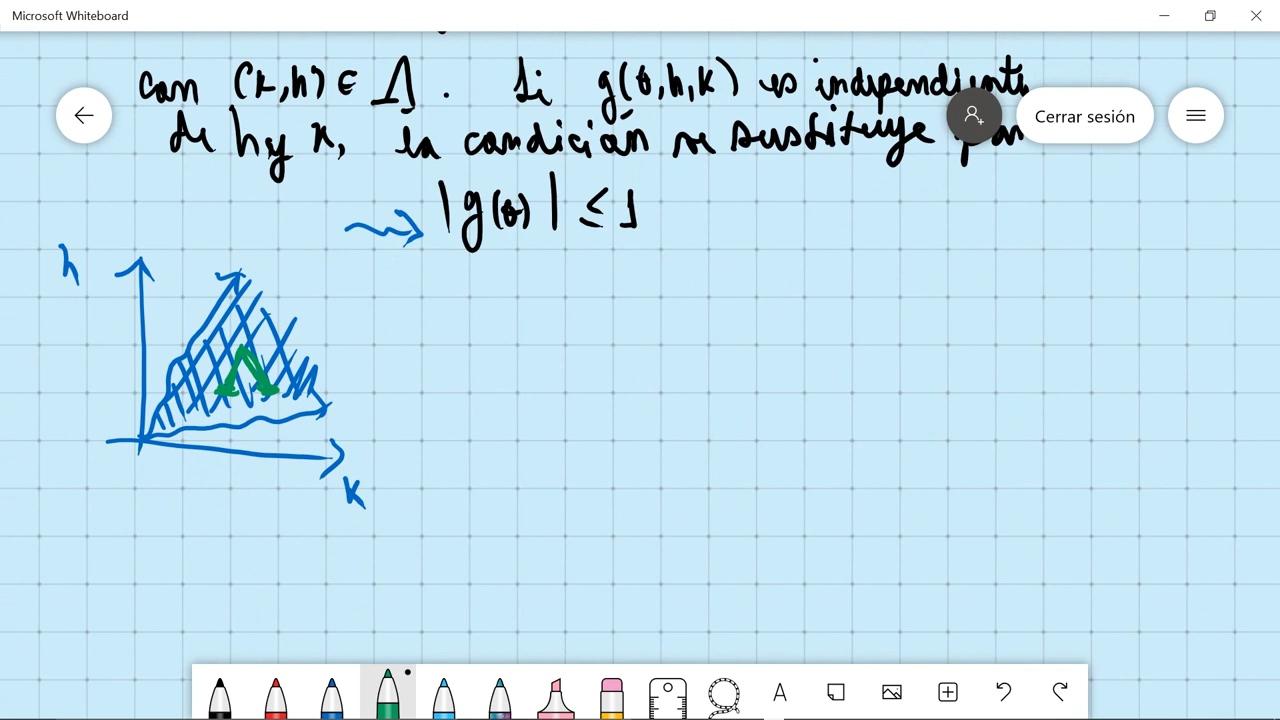 Microsoft Whiteboard
con (k,h) ∈ Λ. Si g(θ,h,k) es independiente
de h y k, la condición se sustituye por
Cerrar sesión
|g(θ)| ≤ 1
h
Λ
k
A